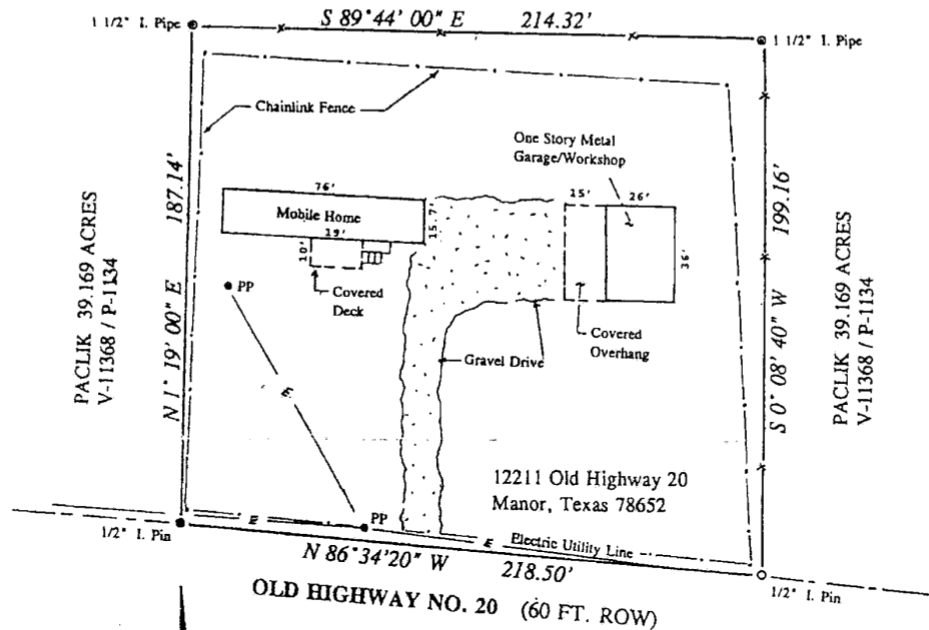 S 89°44' 00" E 214.32'
1 1/2" I. Pipe
1 1/2" I. Pipe
Chainlink Fence
One Story Metal
Garage/Workshop
76'
15'
26'
Mobile Home
15.7'
19'
10'
36'
187.14'
N 1° 19' 00" E
199.16'
S 0° 08' 40" W
PACLIK 39.169 ACRES
V-11368 / P-1134
PACLIK 39.169 ACRES
V-11368 / P-1134
PP
Covered
Deck
Covered
Overhang
Gravel Drive
E
12211 Old Highway 20
Manor, Texas 78652
E
PP
E
Electric Utility Line
E
1/2" I. Pin
N 86°34'20" W 218.50'
1/2" I. Pin
OLD HIGHWAY NO. 20 (60 FT. ROW)